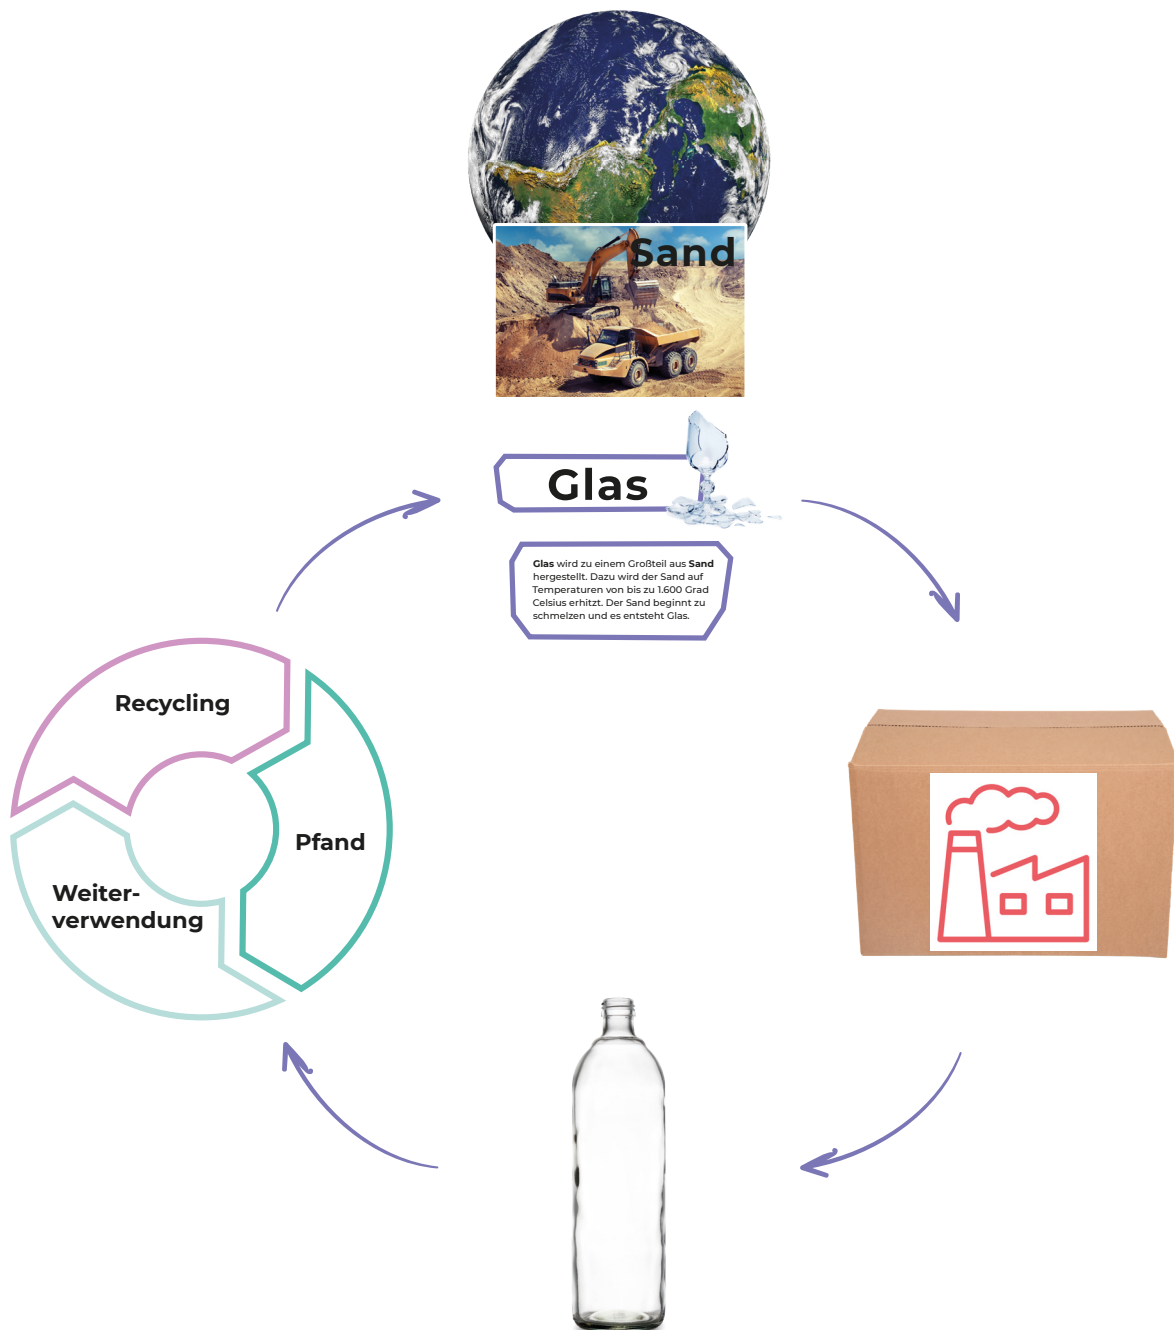 Sand
Glas
Glas wird zu einem Großteil aus Sand
hergestellt. Dazu wird der Sand auf
Temperaturen von bis zu 1.600 Grad
Celsius erhitzt. Der Sand beginnt zu
schmelzen und es entsteht Glas.
Recycling
Pfand
Weiter-
verwendung